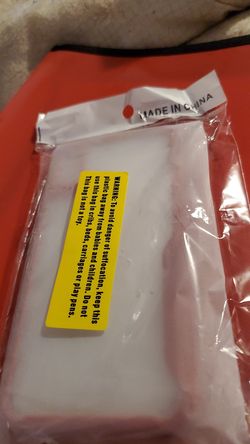 MADE IN CHINA
WARNING: To avoid danger of suffocation, keep this
plastic bag away from babies and children. Do not
use this bag in cribs, beds, carriages or play pens.
This bag is not a toy.